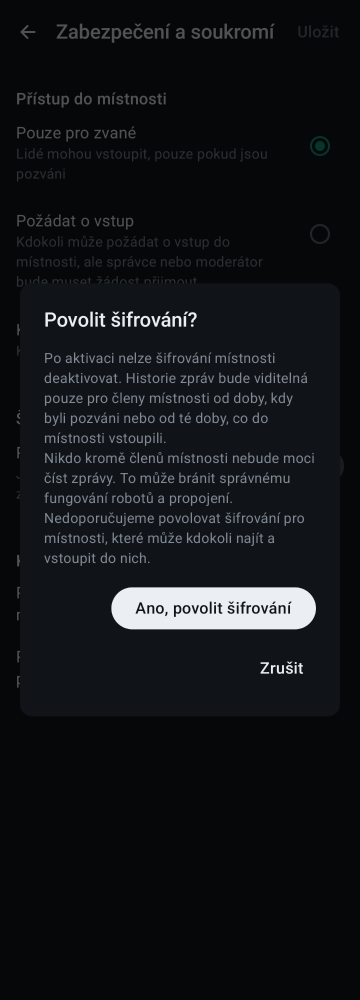 Zabezpečení a soukromí
Uložit
Přístup do místnosti
Pouze pro zvané
Lidé mohou vstoupit, pouze pokud jsou
pozváni
Požádat o vstup
Kdokoli může požádat o vstup do
místnosti, ale správce nebo moderátor
bude muset žádost přijmout
Povolit šifrování?
Po aktivaci nelze šifrování místnosti
deaktivovat. Historie zpráv bude viditelná
pouze pro členy místnosti od doby, kdy
byli pozváni nebo od té doby, co do
místnosti vstoupili.
Nikdo kromě členů místnosti nebude moci
číst zprávy. To může bránit správnému
fungování robotů a propojení.
Nedoporučujeme povolovat šifrování pro
místnosti, které může kdokoli najít a
vstoupit do nich.
Ano, povolit šifrování
Zrušit